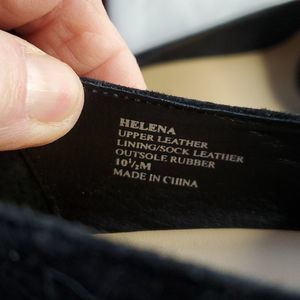 HELENA
UPPER LEATHER
LINING/SOCK LEATHER
OUTSOLE RUBBER
10½M
MADE IN CHINA